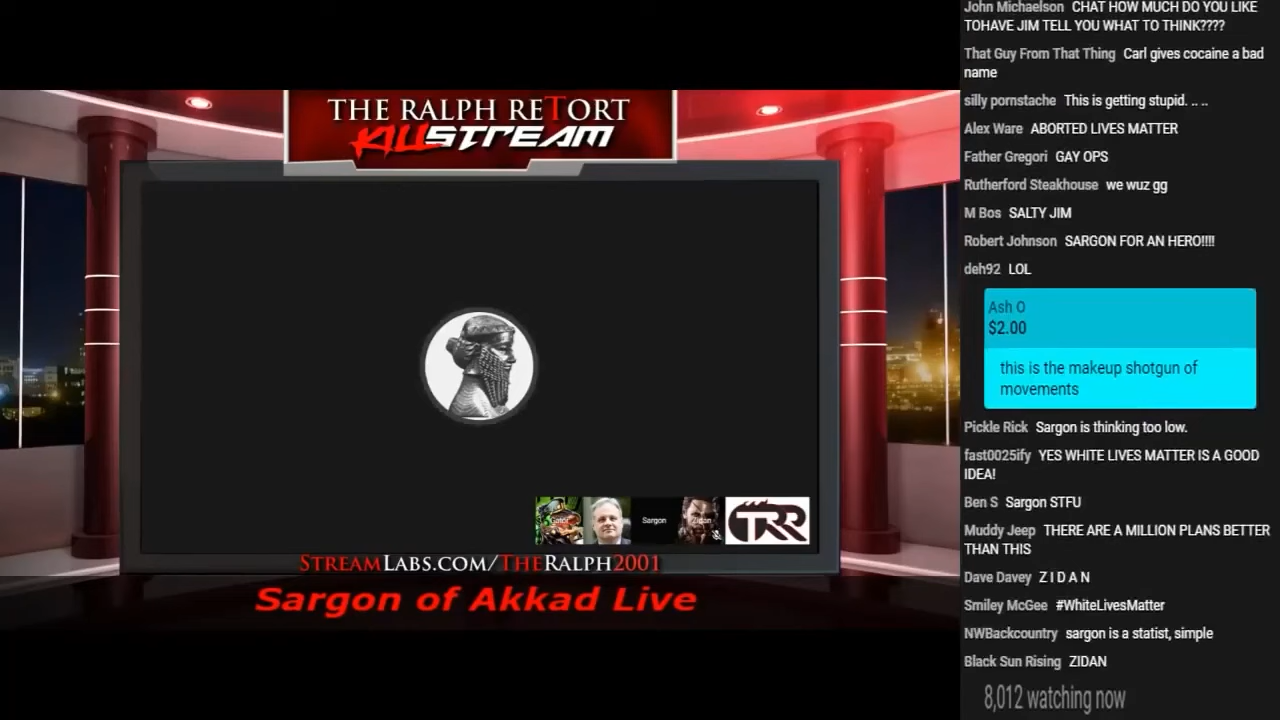 THE RALPH RETORT
KILLSTREAM
Gator
Sargon
Zidan
TRR
STREAMLABS.COM/THERALPH2001
Sargon of Akkad Live
John Michaelson CHAT HOW MUCH DO YOU LIKE
TOHAVE JIM TELL YOU WHAT TO THINK????
That Guy From That Thing Carl gives cocaine a bad
name
silly pornstache This is getting stupid. .. ..
Alex Ware ABORTED LIVES MATTER
Father Gregori GAY OPS
Rutherford Steakhouse we wuz gg
M Bos SALTY JIM
Robert Johnson SARGON FOR AN HERO!!!!
deh92 LOL
Ash O
$2.00
this is the makeup shotgun of
movements
Pickle Rick Sargon is thinking too low.
fast0025ify YES WHITE LIVES MATTER IS A GOOD
IDEA!
Ben S Sargon STFU
Muddy Jeep THERE ARE A MILLION PLANS BETTER
THAN THIS
Dave Davey Z I D A N
Smiley McGee #WhiteLivesMatter
NWBackcountry sargon is a statist, simple
Black Sun Rising ZIDAN
8,012 watching now